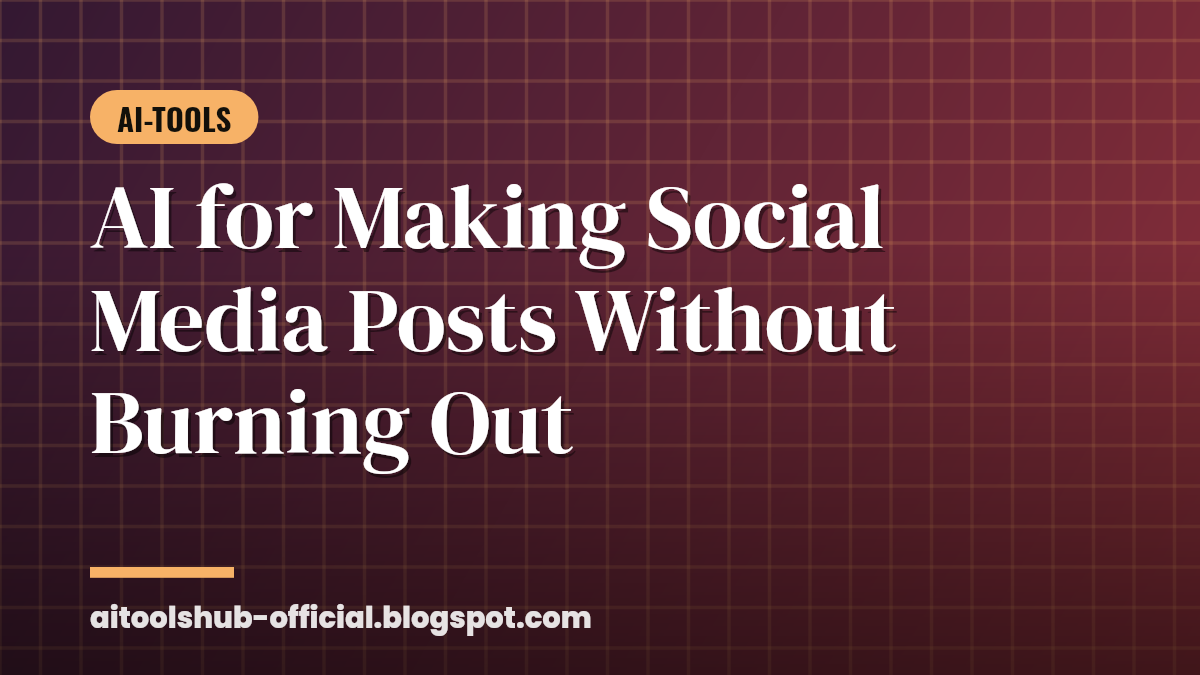 AI-TOOLS
AI for Making Social
Media Posts Without
Burning Out
aitoolshub-official.blogspot.com